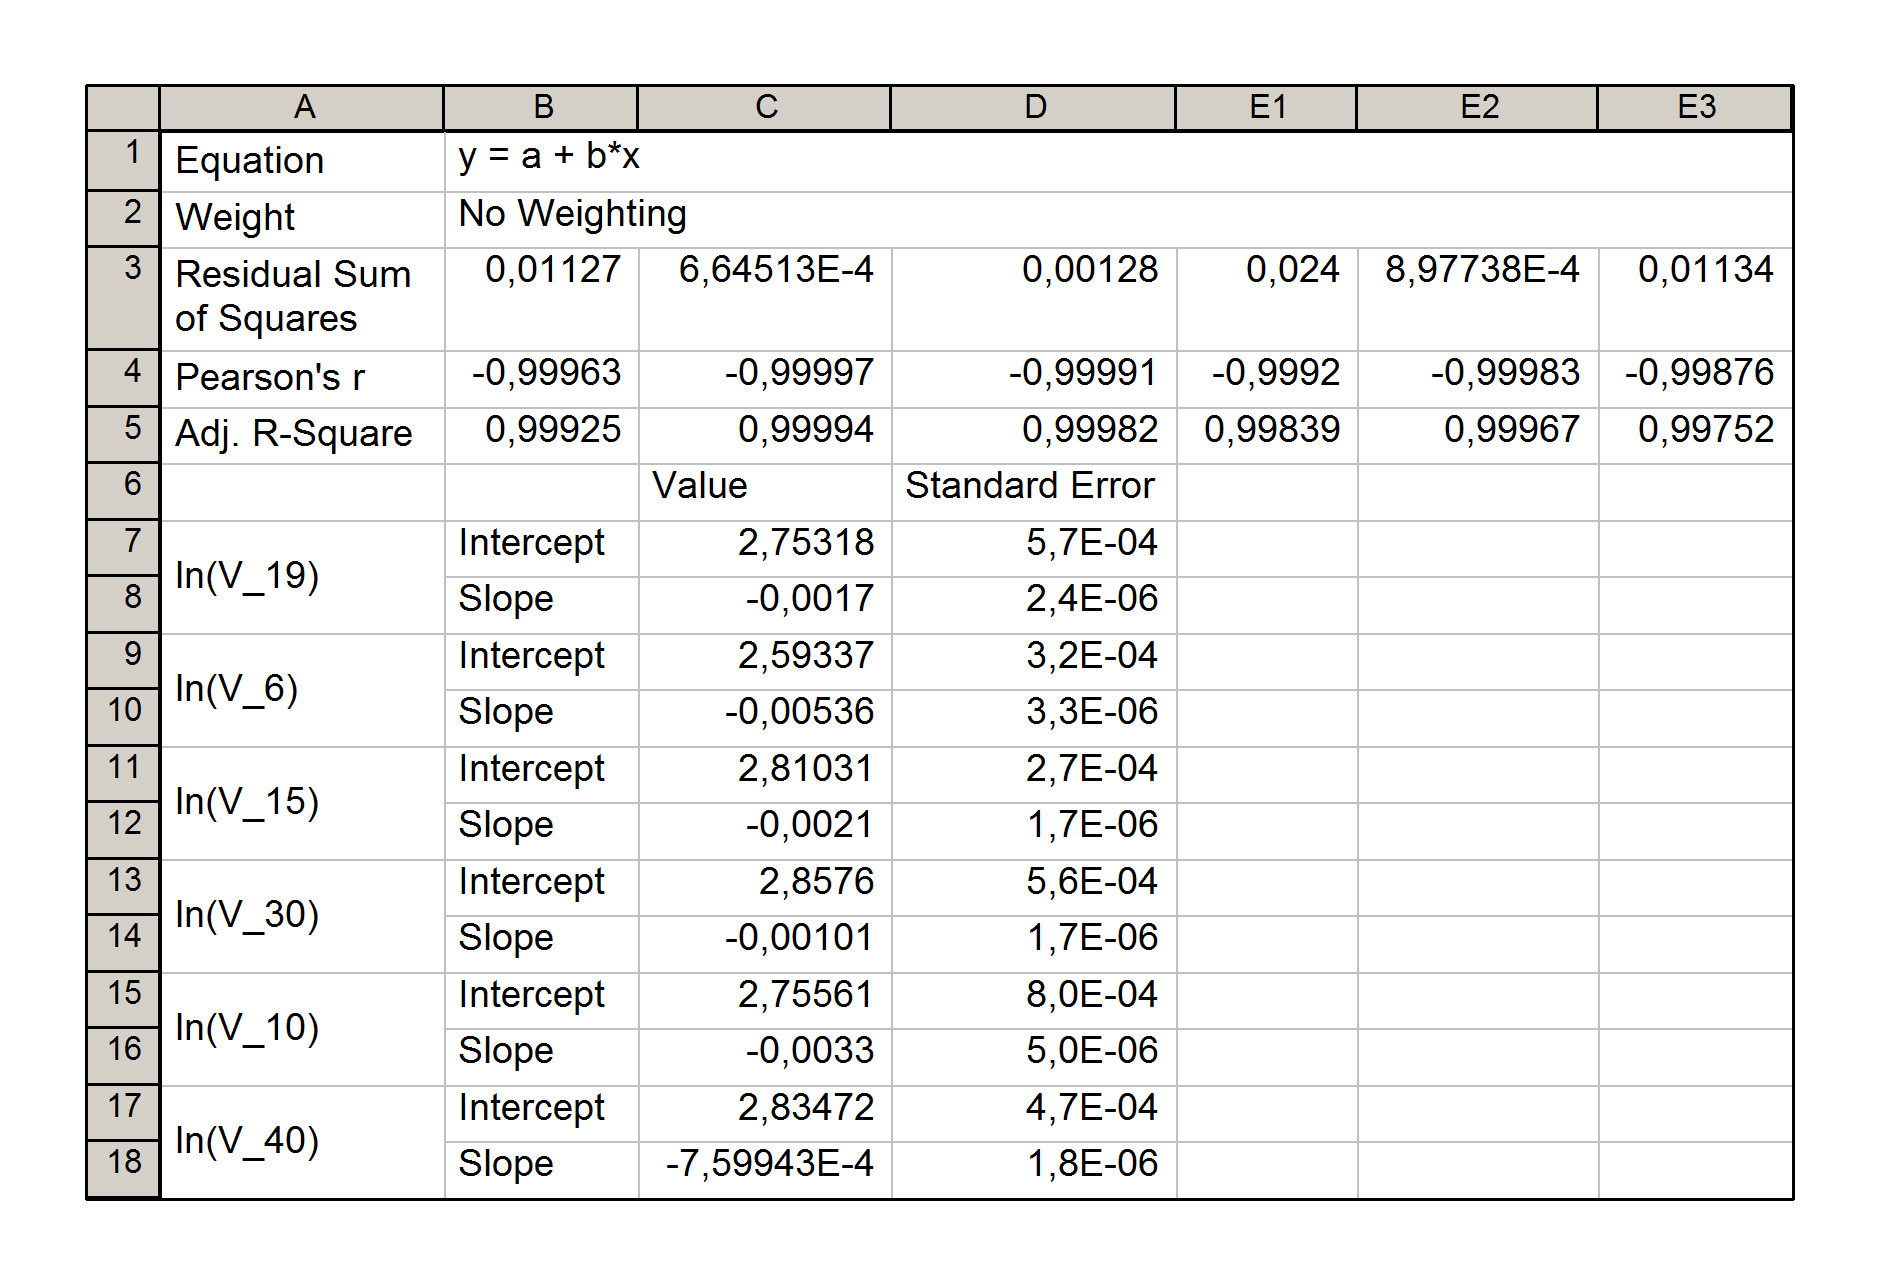 A B C D E1 E2 E3
1 Equation y = a + b*x
2 Weight No Weighting
3 Residual Sum of Squares 0,01127 6,64513E-4 0,00128 0,024 8,97738E-4 0,01134
4 Pearson's r -0,99963 -0,99997 -0,99991 -0,9992 -0,99983 -0,99876
5 Adj. R-Square 0,99925 0,99994 0,99982 0,99839 0,99967 0,99752
6 Value Standard Error
7 ln(V_19) Intercept 2,75318 5,7E-04
8 Slope -0,0017 2,4E-06
9 ln(V_6) Intercept 2,59337 3,2E-04
10 Slope -0,00536 3,3E-06
11 ln(V_15) Intercept 2,81031 2,7E-04
12 Slope -0,0021 1,7E-06
13 ln(V_30) Intercept 2,8576 5,6E-04
14 Slope -0,00101 1,7E-06
15 ln(V_10) Intercept 2,75561 8,0E-04
16 Slope -0,0033 5,0E-06
17 ln(V_40) Intercept 2,83472 4,7E-04
18 Slope -7,59943E-4 1,8E-06